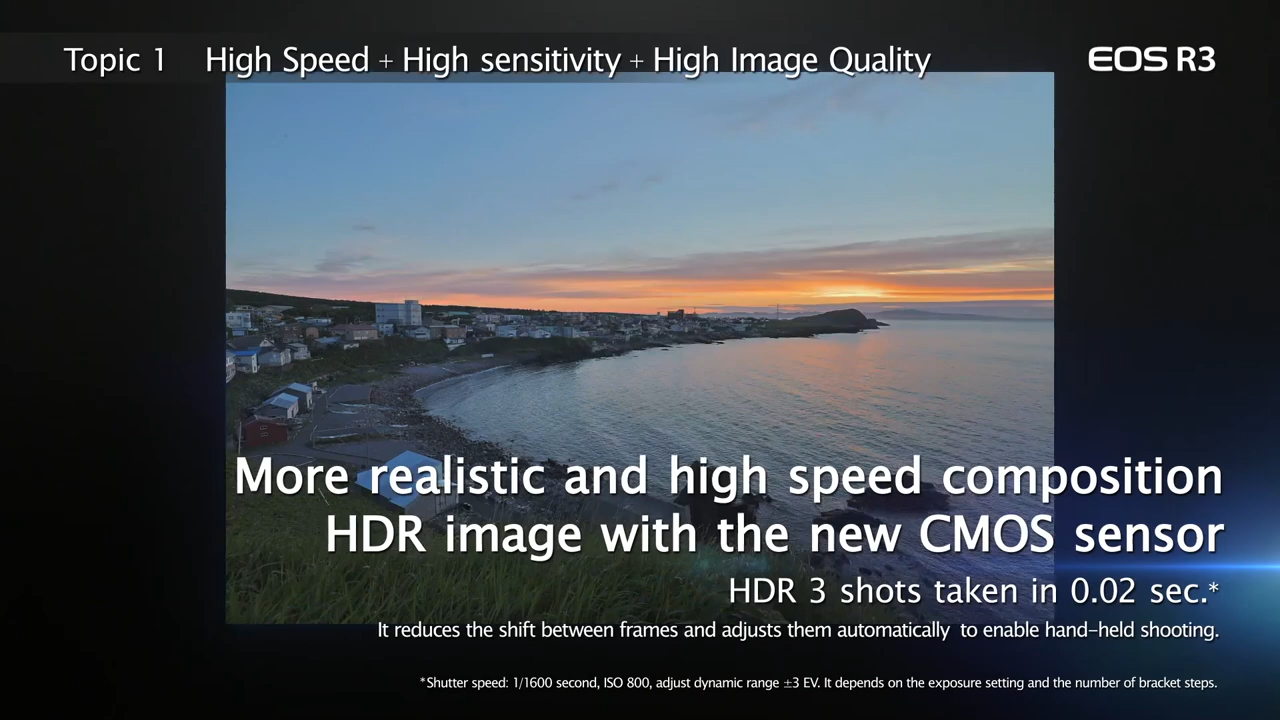 Topic 1 High Speed + High sensitivity + High Image Quality
EOS R3
More realistic and high speed composition
HDR image with the new CMOS sensor
HDR 3 shots taken in 0.02 sec.*
It reduces the shift between frames and adjusts them automatically to enable hand-held shooting.
*Shutter speed: 1/1600 second, ISO 800, adjust dynamic range ±3 EV. It depends on the exposure setting and the number of bracket steps.